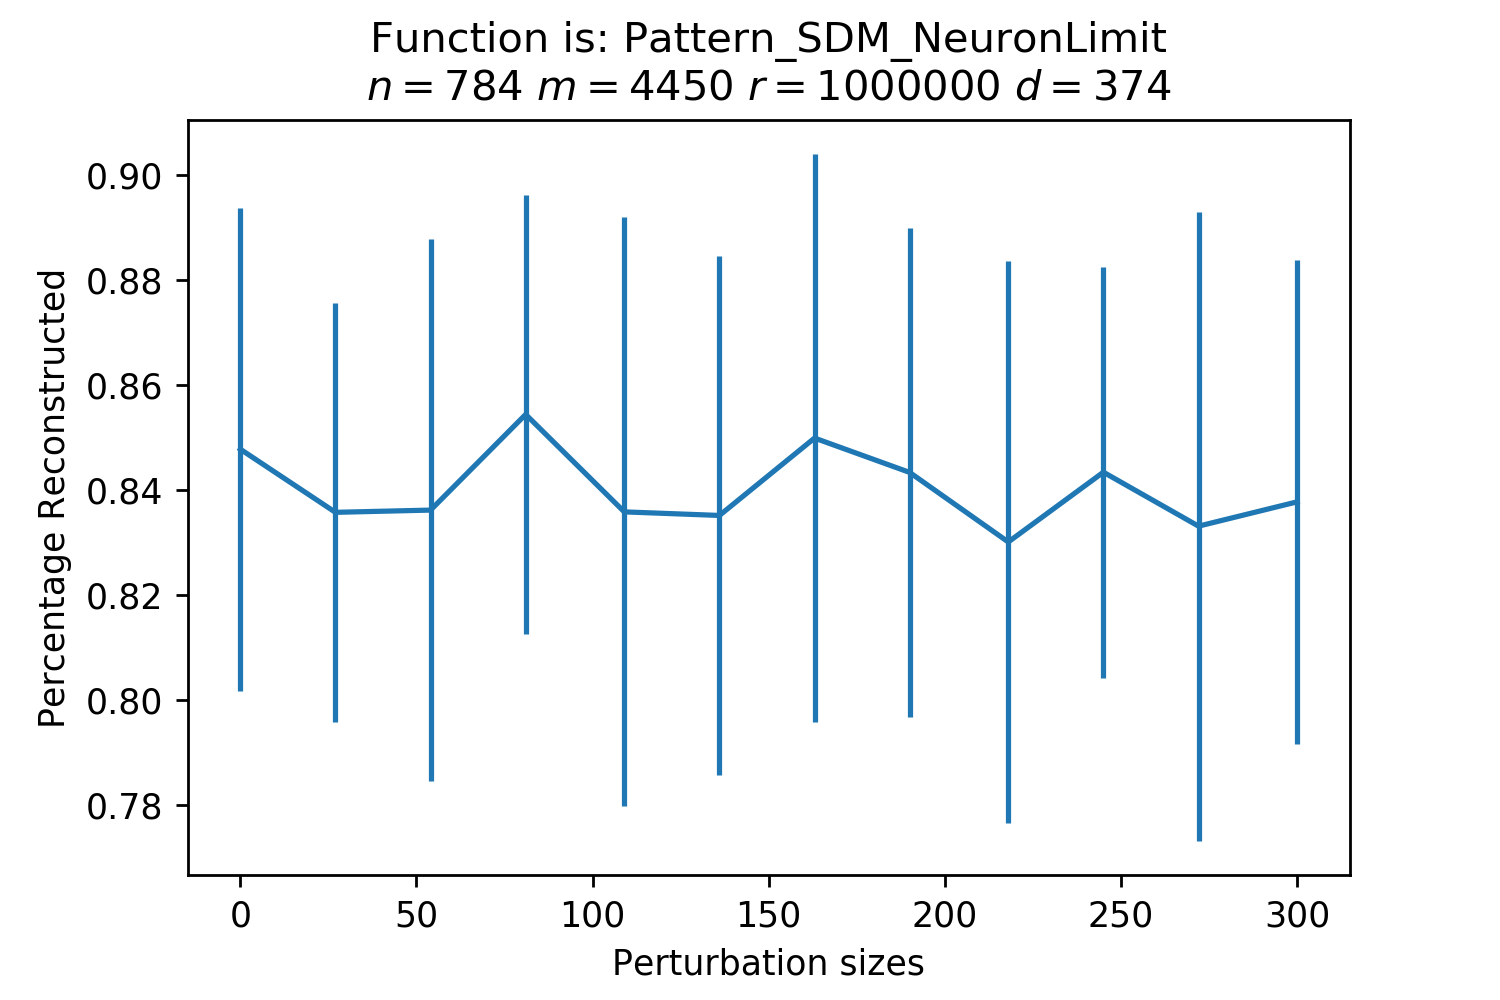 Function is: Pattern_SDM_NeuronLimit
n = 784 m = 4450 r = 1000000 d = 374
Percentage Reconstructed
0.90
0.88
0.86
0.84
0.82
0.80
0.78
0 50 100 150 200 250 300
Perturbation sizes